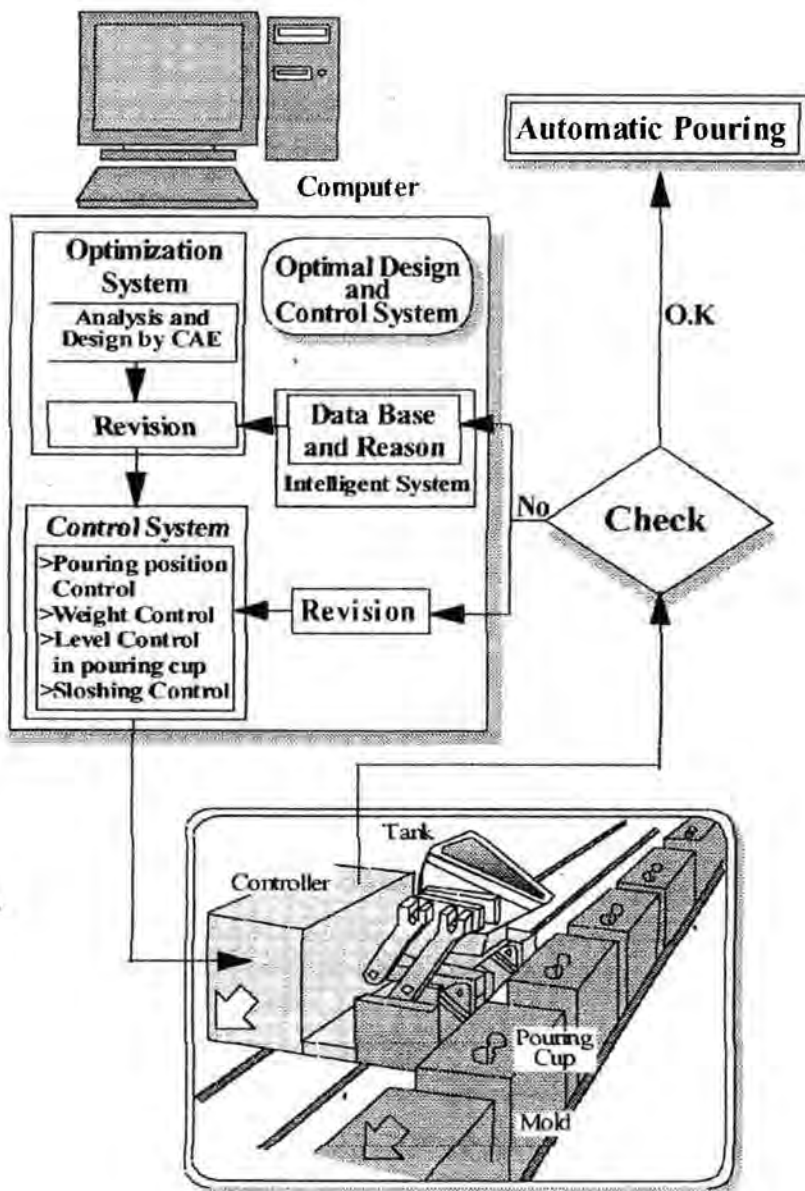 Computer
Automatic Pouring
Optimization
System
Optimal Design
and
Control System
Analysis and
Design by CAE
O.K
Revision
Data Base
and Reason
Intelligent System
No
Check
Control System
>Pouring position
Control
>Weight Control
>Level Control
in pouring cup
>Sloshing Control
Revision
Tank
Controller
Pouring
Cup
Mold